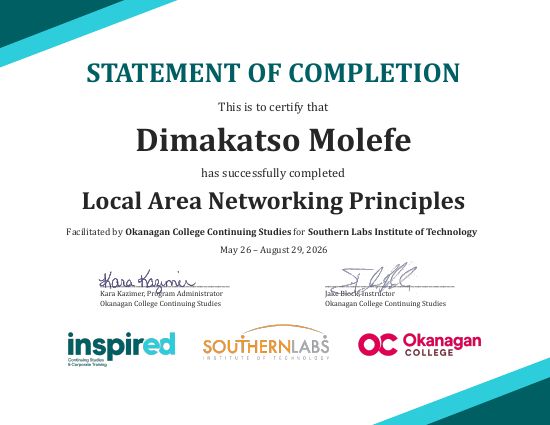 STATEMENT OF COMPLETION
This is to certify that
Dimakatso Molefe
has successfully completed
Local Area Networking Principles
Facilitated by Okanagan College Continuing Studies for Southern Labs Institute of Technology
May 26 – August 29, 2026
Kara Kazimer
Kara Kazimer, Program Administrator
Okanagan College Continuing Studies
Jake Block, Instructor
Okanagan College Continuing Studies
inspired
Continuing Studies
& Corporate Training
SOUTHERNLABS
INSTITUTE OF TECHNOLOGY
OC Okanagan
COLLEGE